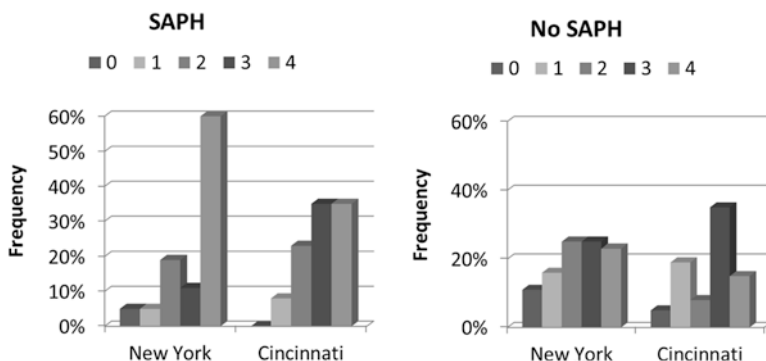 SAPH
0 1 2 3 4
Frequency
60%
50%
40%
30%
20%
10%
0%
New York Cincinnati
No SAPH
0 1 2 3 4
Frequency
60%
40%
20%
0%
New York Cincinnati